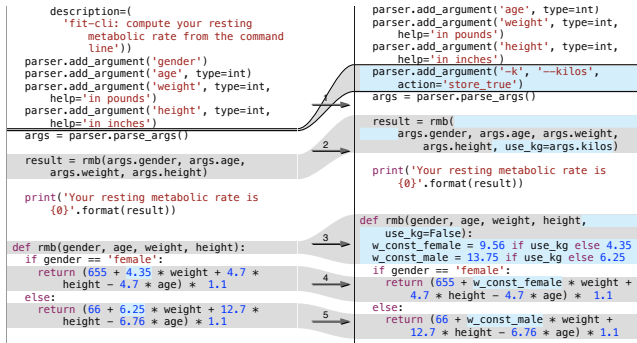 description=(
'fit-cli: compute your resting
metabolic rate from the command
line'))
parser.add_argument('gender')
parser.add_argument('age', type=int)
parser.add_argument('weight', type=int,
help='in pounds')
parser.add_argument('height', type=int,
help='in inches')
args = parser.parse_args()
result = rmb(args.gender, args.age,
args.weight, args.height)
print('Your resting metabolic rate is
{0}'.format(result))
def rmb(gender, age, weight, height):
if gender == 'female':
return (655 + 4.35 * weight + 4.7 *
height - 4.7 * age) * 1.1
else:
return (66 + 6.25 * weight + 12.7 *
height - 6.76 * age) * 1.1
1
2
3
4
5
parser.add_argument('age', type=int)
parser.add_argument('weight', type=int,
help='in pounds')
parser.add_argument('height', type=int,
help='in inches')
parser.add_argument('-k', '--kilos',
action='store_true')
args = parser.parse_args()
result = rmb(
args.gender, args.age, args.weight,
args.height, use_kg=args.kilos)
print('Your resting metabolic rate is
{0}'.format(result))
def rmb(gender, age, weight, height,
use_kg=False):
w_const_female = 9.56 if use_kg else 4.35
w_const_male = 13.75 if use_kg else 6.25
if gender == 'female':
return (655 + w_const_female * weight +
4.7 * height - 4.7 * age) * 1.1
else:
return (66 + w_const_male * weight +
12.7 * height - 6.76 * age) * 1.1